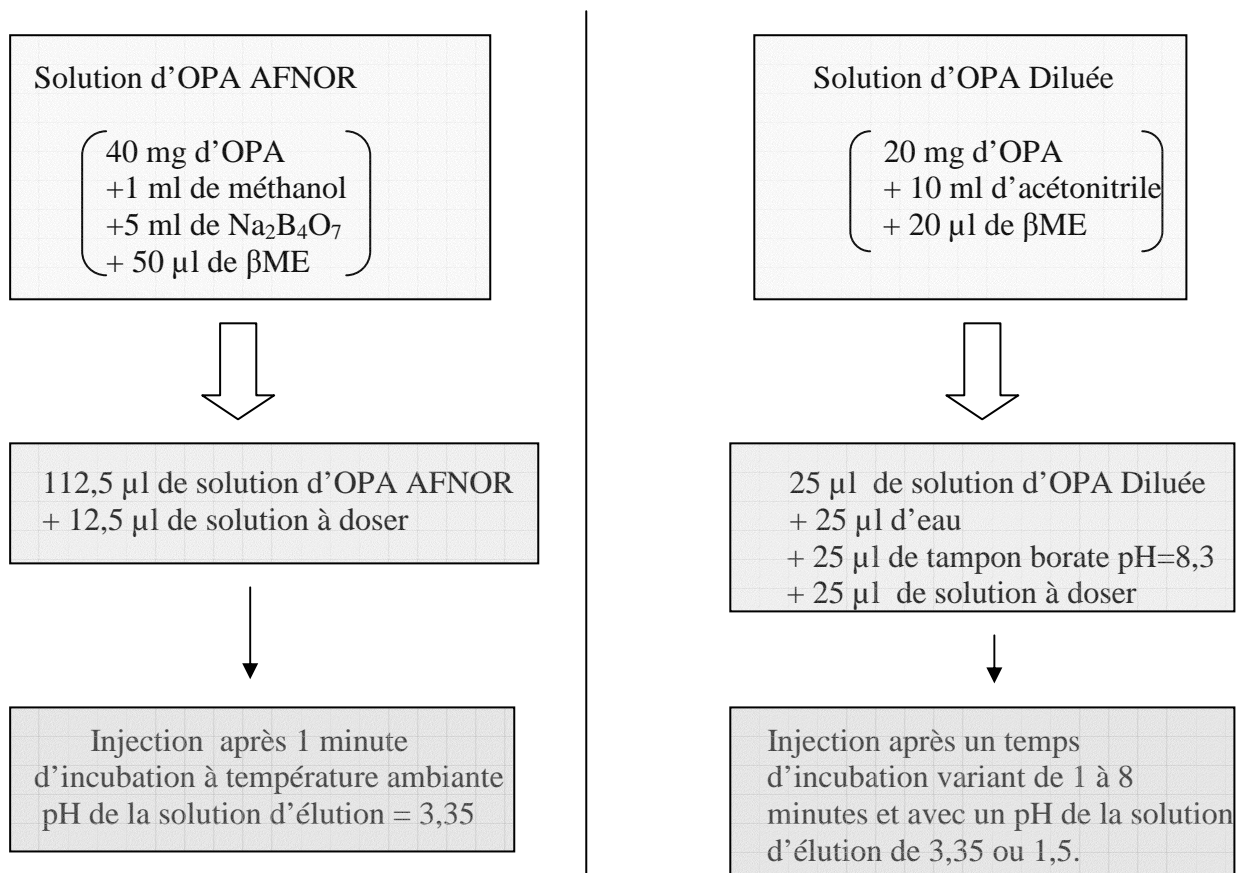 Solution d’OPA AFNOR
40 mg d’OPA
+1 ml de méthanol
+5 ml de Na₂B₄O₇
+ 50 µl de βME
112,5 µl de solution d’OPA AFNOR
+ 12,5 µl de solution à doser
Injection après 1 minute
d’incubation à température ambiante
pH de la solution d’élution = 3,35
Solution d’OPA Diluée
20 mg d’OPA
+ 10 ml d’acétonitrile
+ 20 µl de βME
25 µl de solution d’OPA Diluée
+ 25 µl d’eau
+ 25 µl de tampon borate pH=8,3
+ 25 µl de solution à doser
Injection après un temps
d’incubation variant de 1 à 8
minutes et avec un pH de la solution
d’élution de 3,35 ou 1,5.